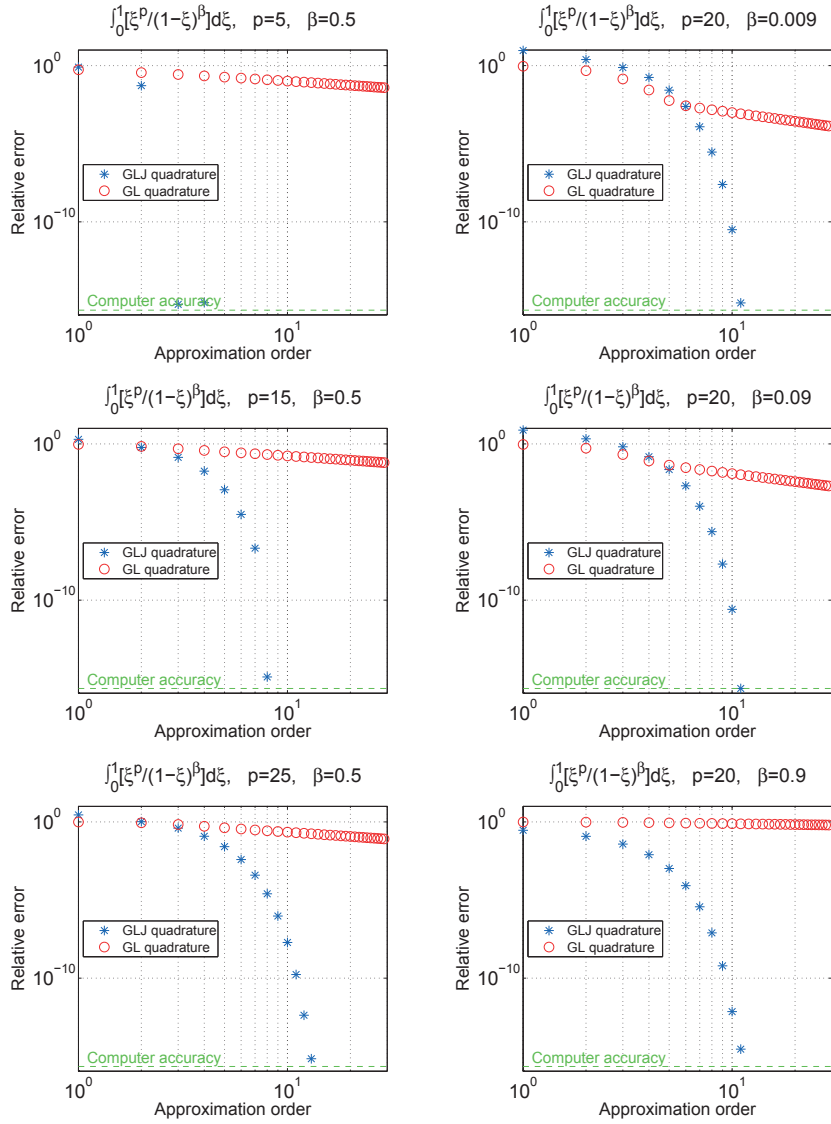 ∫₀¹[ξᵖ/(1−ξ)ᵝ]dξ, p=5, β=0.5
Relative error
10⁰
10⁻¹⁰
GLJ quadrature
GL quadrature
Computer accuracy
10⁰
10¹
Approximation order
∫₀¹[ξᵖ/(1−ξ)ᵝ]dξ, p=20, β=0.009
Relative error
10⁰
10⁻¹⁰
GLJ quadrature
GL quadrature
Computer accuracy
10⁰
10¹
Approximation order
∫₀¹[ξᵖ/(1−ξ)ᵝ]dξ, p=15, β=0.5
Relative error
10⁰
10⁻¹⁰
GLJ quadrature
GL quadrature
Computer accuracy
10⁰
10¹
Approximation order
∫₀¹[ξᵖ/(1−ξ)ᵝ]dξ, p=20, β=0.09
Relative error
10⁰
10⁻¹⁰
GLJ quadrature
GL quadrature
Computer accuracy
10⁰
10¹
Approximation order
∫₀¹[ξᵖ/(1−ξ)ᵝ]dξ, p=25, β=0.5
Relative error
10⁰
10⁻¹⁰
GLJ quadrature
GL quadrature
Computer accuracy
10⁰
10¹
Approximation order
∫₀¹[ξᵖ/(1−ξ)ᵝ]dξ, p=20, β=0.9
Relative error
10⁰
10⁻¹⁰
GLJ quadrature
GL quadrature
Computer accuracy
10⁰
10¹
Approximation order